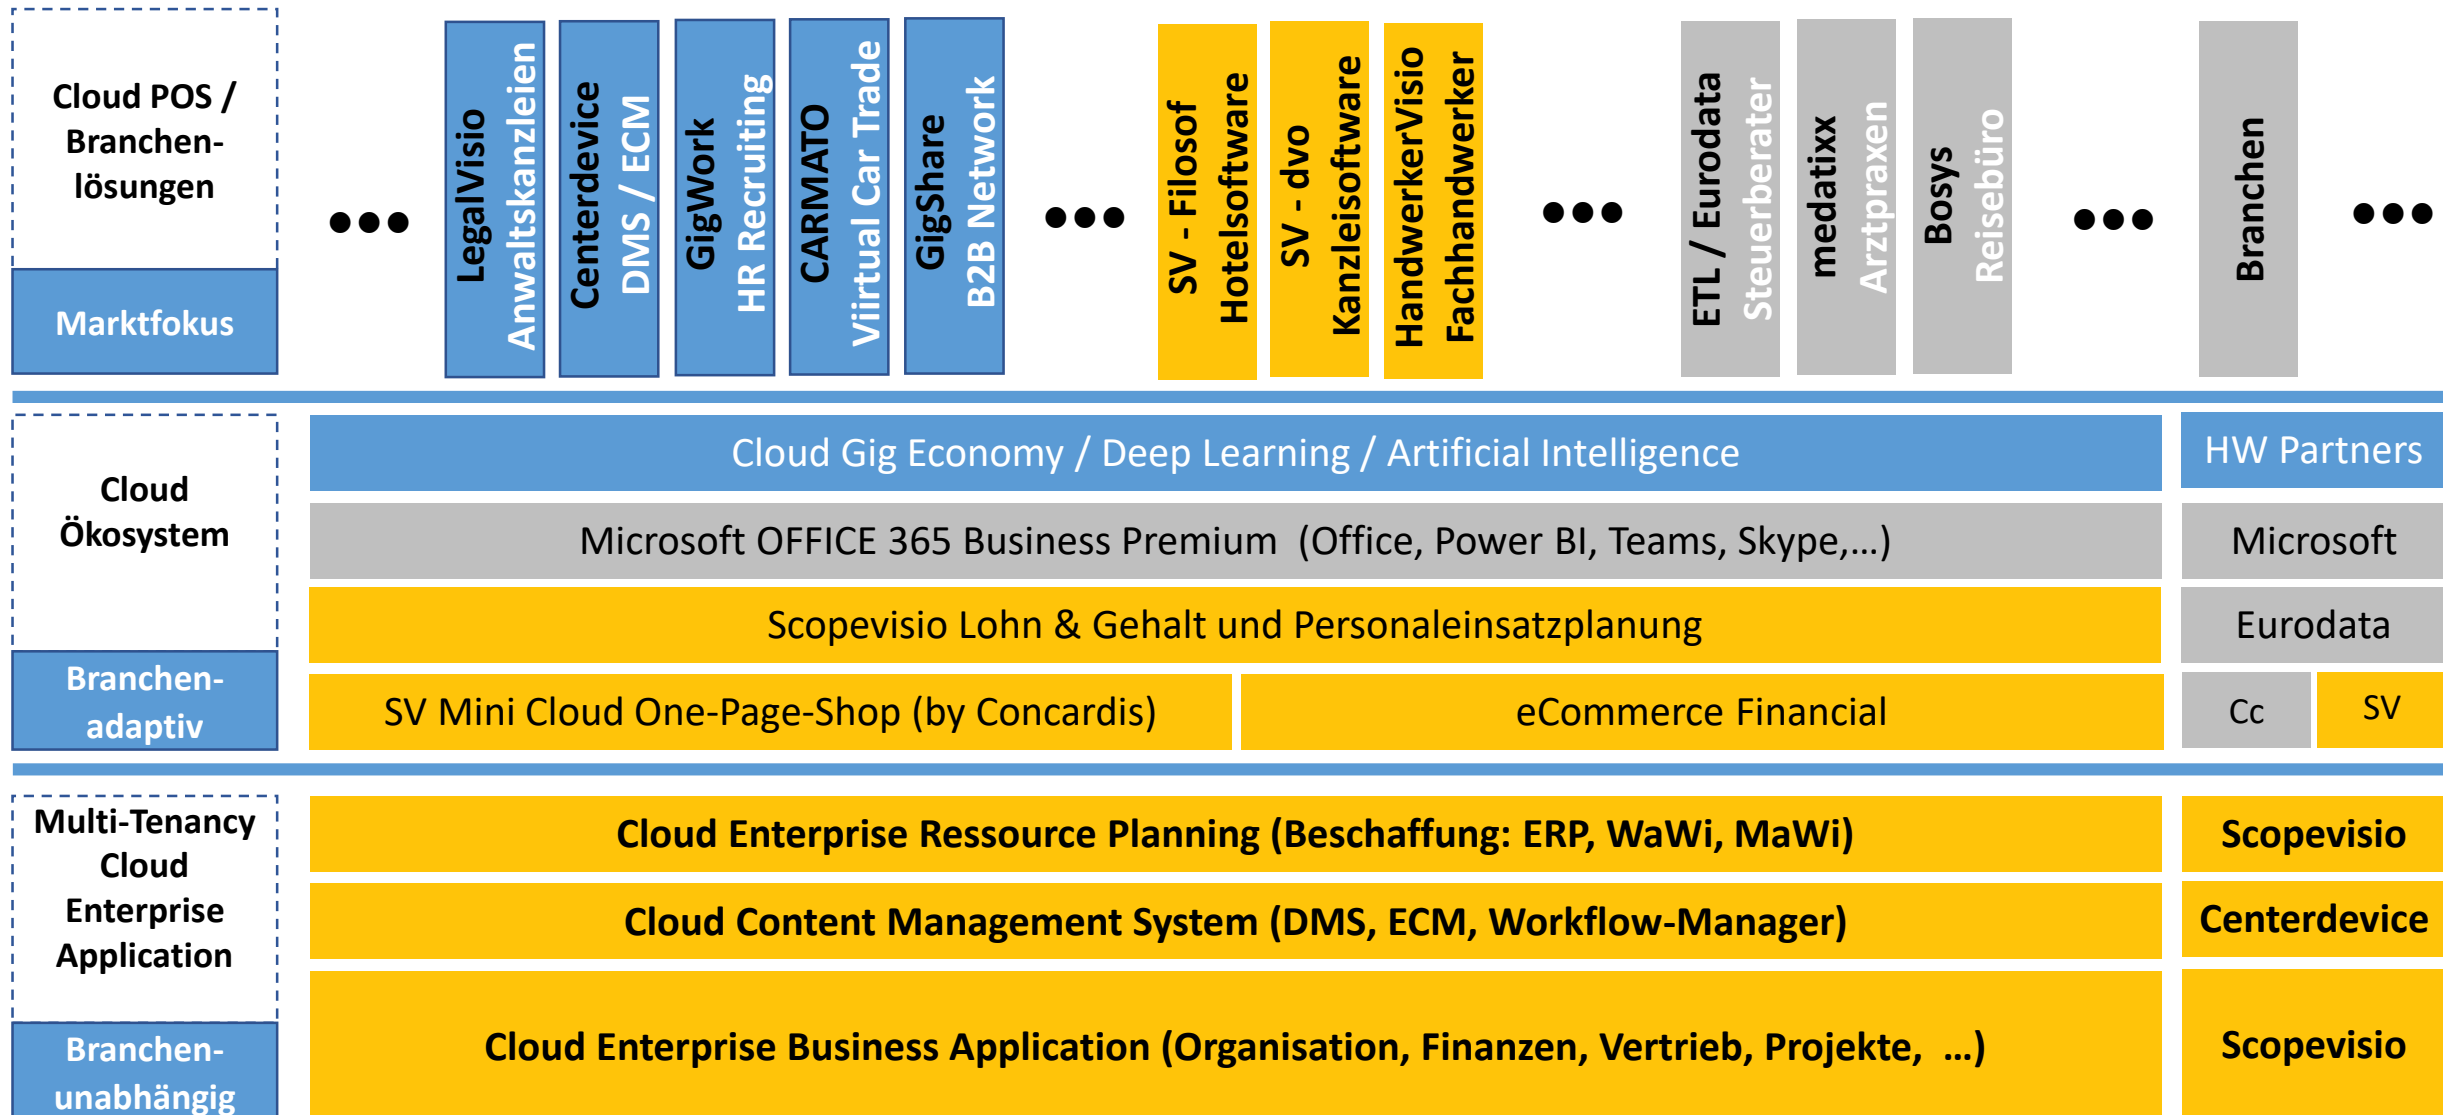 Cloud POS /
Branchen-
lösungen
Marktfokus
LegalVisio
Anwaltskanzleien
Centerdevice
DMS / ECM
GigWork
HR Recruiting
CARMATO
Viirtual Car Trade
GigShare
B2B Network
SV - Filosof
Hotelsoftware
SV - dvo
Kanzleisoftware
HandwerkerVisio
Fachhandwerker
ETL / Eurodata
Steuerberater
medatixx
Arztpraxen
Bosys
Reisebüro
Branchen
Cloud
Ökosystem
Branchen-
adaptiv
Cloud Gig Economy / Deep Learning / Artificial Intelligence
HW Partners
Microsoft OFFICE 365 Business Premium (Office, Power BI, Teams, Skype,…)
Microsoft
Scopevisio Lohn & Gehalt und Personaleinsatzplanung
Eurodata
SV Mini Cloud One-Page-Shop (by Concardis)
eCommerce Financial
Cc
SV
Multi-Tenancy
Cloud
Enterprise
Application
Branchen-
unabhängig
Cloud Enterprise Ressource Planning (Beschaffung: ERP, WaWi, MaWi)
Scopevisio
Cloud Content Management System (DMS, ECM, Workflow-Manager)
Centerdevice
Cloud Enterprise Business Application (Organisation, Finanzen, Vertrieb, Projekte, …)
Scopevisio